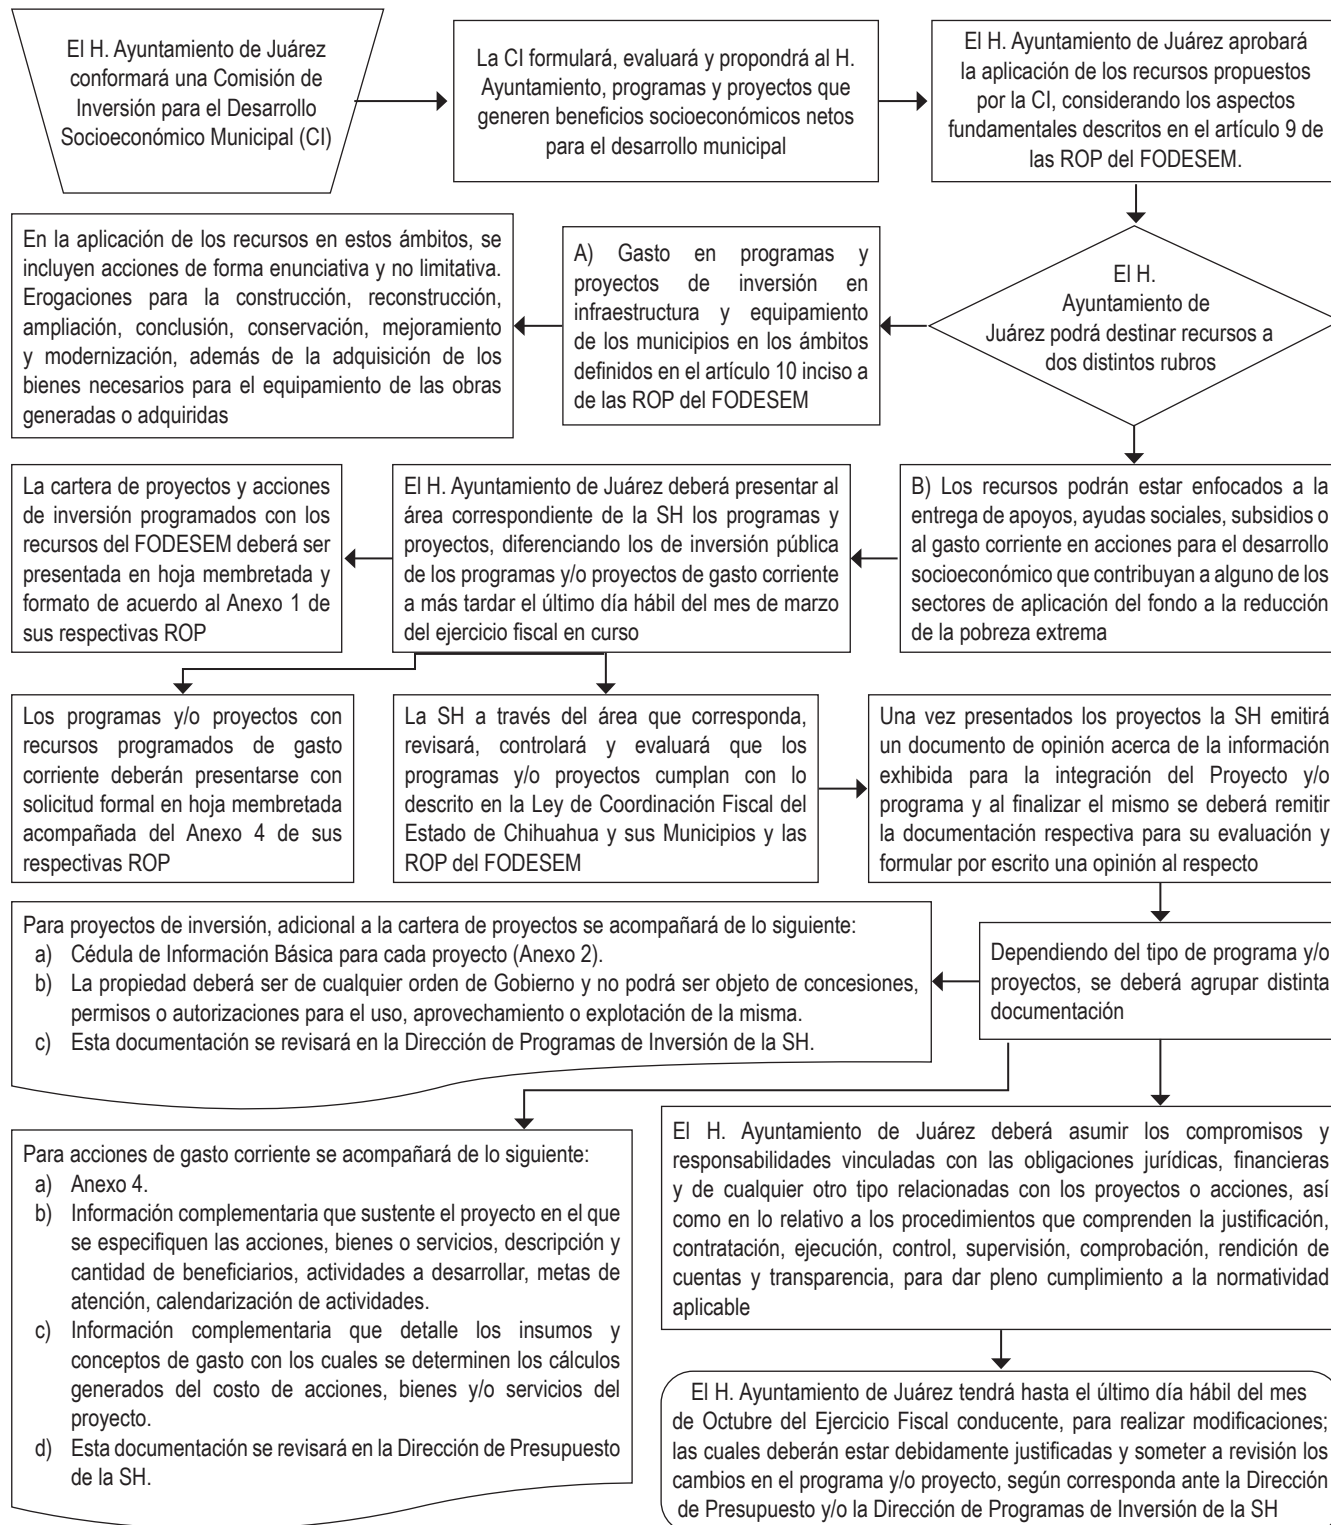 El H. Ayuntamiento de Juárez
conformará una Comisión de
Inversión para el Desarrollo
Socioeconómico Municipal (CI)
La CI formulará, evaluará y propondrá al H.
Ayuntamiento, programas y proyectos que
generen beneficios socioeconómicos netos
para el desarrollo municipal
El H. Ayuntamiento de Juárez aprobará
la aplicación de los recursos propuestos
por la CI, considerando los aspectos
fundamentales descritos en el artículo 9 de
las ROP del FODESEM.
El H.
Ayuntamiento de
Juárez podrá destinar recursos a
dos distintos rubros
A) Gasto en programas y
proyectos de inversión en
infraestructura y equipamiento
de los municipios en los ámbitos
definidos en el artículo 10 inciso a
de las ROP del FODESEM
En la aplicación de los recursos en estos ámbitos, se
incluyen acciones de forma enunciativa y no limitativa.
Erogaciones para la construcción, reconstrucción,
ampliación, conclusión, conservación, mejoramiento
y modernización, además de la adquisición de los
bienes necesarios para el equipamiento de las obras
generadas o adquiridas
B) Los recursos podrán estar enfocados a la
entrega de apoyos, ayudas sociales, subsidios o
al gasto corriente en acciones para el desarrollo
socioeconómico que contribuyan a alguno de los
sectores de aplicación del fondo a la reducción
de la pobreza extrema
El H. Ayuntamiento de Juárez deberá presentar al
área correspondiente de la SH los programas y
proyectos, diferenciando los de inversión pública
de los programas y/o proyectos de gasto corriente
a más tardar el último día hábil del mes de marzo
del ejercicio fiscal en curso
La cartera de proyectos y acciones
de inversión programados con los
recursos del FODESEM deberá ser
presentada en hoja membretada y
formato de acuerdo al Anexo 1 de
sus respectivas ROP
Los programas y/o proyectos con
recursos programados de gasto
corriente deberán presentarse con
solicitud formal en hoja membretada
acompañada del Anexo 4 de sus
respectivas ROP
La SH a través del área que corresponda,
revisará, controlará y evaluará que los
programas y/o proyectos cumplan con lo
descrito en la Ley de Coordinación Fiscal del
Estado de Chihuahua y sus Municipios y las
ROP del FODESEM
Una vez presentados los proyectos la SH emitirá
un documento de opinión acerca de la información
exhibida para la integración del Proyecto y/o
programa y al finalizar el mismo se deberá remitir
la documentación respectiva para su evaluación y
formular por escrito una opinión al respecto
Dependiendo del tipo de programa y/o
proyectos, se deberá agrupar distinta
documentación
Para proyectos de inversión, adicional a la cartera de proyectos se acompañará de lo siguiente:
a) Cédula de Información Básica para cada proyecto (Anexo 2).
b) La propiedad deberá ser de cualquier orden de Gobierno y no podrá ser objeto de concesiones,
permisos o autorizaciones para el uso, aprovechamiento o explotación de la misma.
c) Esta documentación se revisará en la Dirección de Programas de Inversión de la SH.
Para acciones de gasto corriente se acompañará de lo siguiente:
a) Anexo 4.
b) Información complementaria que sustente el proyecto en el que
se especifiquen las acciones, bienes o servicios, descripción y
cantidad de beneficiarios, actividades a desarrollar, metas de
atención, calendarización de actividades.
c) Información complementaria que detalle los insumos y
conceptos de gasto con los cuales se determinen los cálculos
generados del costo de acciones, bienes y/o servicios del
proyecto.
d) Esta documentación se revisará en la Dirección de Presupuesto
de la SH.
El H. Ayuntamiento de Juárez deberá asumir los compromisos y
responsabilidades vinculadas con las obligaciones jurídicas, financieras
y de cualquier otro tipo relacionadas con los proyectos o acciones, así
como en lo relativo a los procedimientos que comprenden la justificación,
contratación, ejecución, control, supervisión, comprobación, rendición de
cuentas y transparencia, para dar pleno cumplimiento a la normatividad
aplicable
El H. Ayuntamiento de Juárez tendrá hasta el último día hábil del mes
de Octubre del Ejercicio Fiscal conducente, para realizar modificaciones;
las cuales deberán estar debidamente justificadas y someter a revisión los
cambios en el programa y/o proyecto, según corresponda ante la Dirección
de Presupuesto y/o la Dirección de Programas de Inversión de la SH